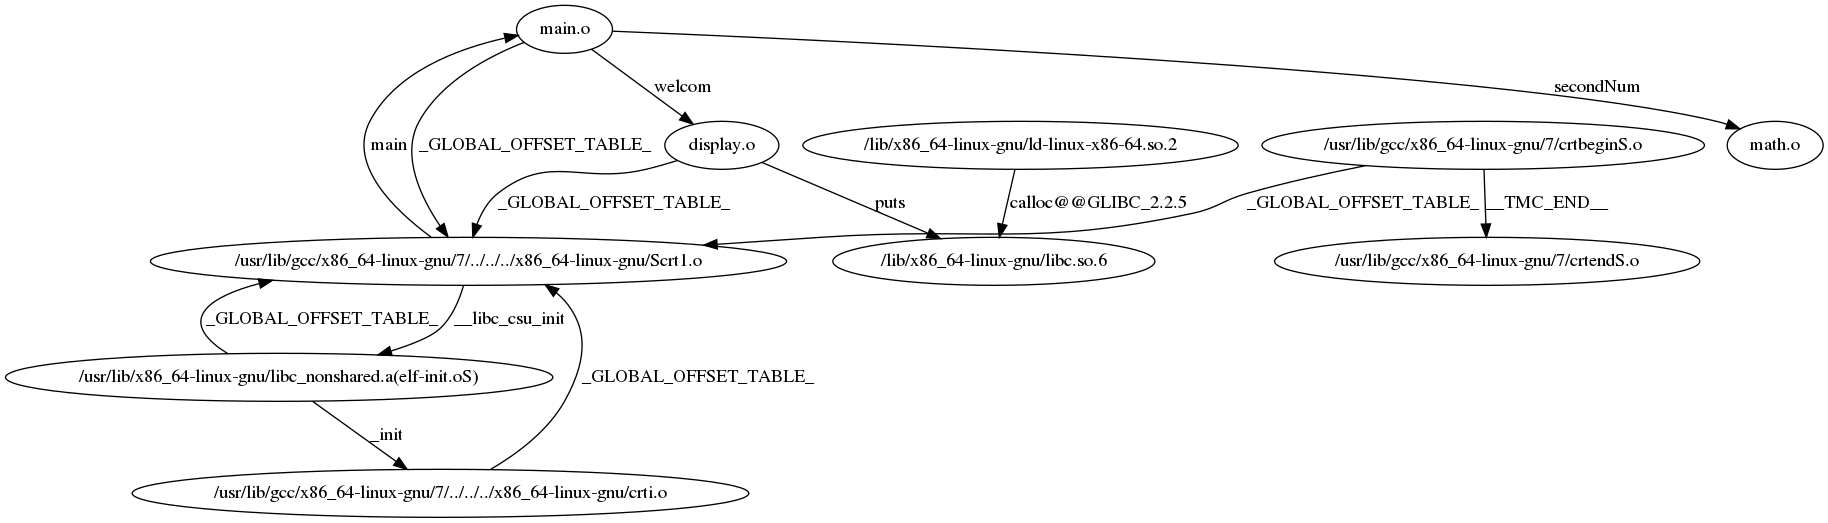 main.o
welcom
secondNum
main
_GLOBAL_OFFSET_TABLE_
display.o
/lib/x86_64-linux-gnu/ld-linux-x86-64.so.2
/usr/lib/gcc/x86_64-linux-gnu/7/crtbeginS.o
math.o
_GLOBAL_OFFSET_TABLE_
puts
calloc@@GLIBC_2.2.5
_GLOBAL_OFFSET_TABLE_
__TMC_END__
/usr/lib/gcc/x86_64-linux-gnu/7/../../../x86_64-linux-gnu/Scrt1.o
/lib/x86_64-linux-gnu/libc.so.6
/usr/lib/gcc/x86_64-linux-gnu/7/crtendS.o
_GLOBAL_OFFSET_TABLE_
__libc_csu_init
/usr/lib/x86_64-linux-gnu/libc_nonshared.a(elf-init.oS)
_GLOBAL_OFFSET_TABLE_
_init
/usr/lib/gcc/x86_64-linux-gnu/7/../../../x86_64-linux-gnu/crti.o